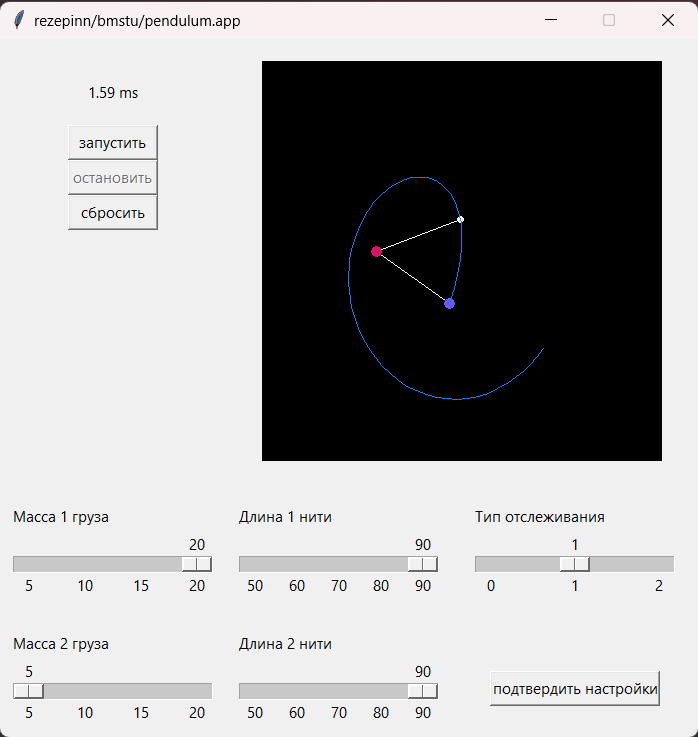 rezepinn/bmstu/pendulum.app
1.59 ms
запустить
остановить
сбросить
Масса 1 груза
Длина 1 нити
Тип отслеживания
20
90
1
5 10 15 20
50 60 70 80 90
0 1 2
Масса 2 груза
Длина 2 нити
5
90
подтвердить настройки
5 10 15 20
50 60 70 80 90